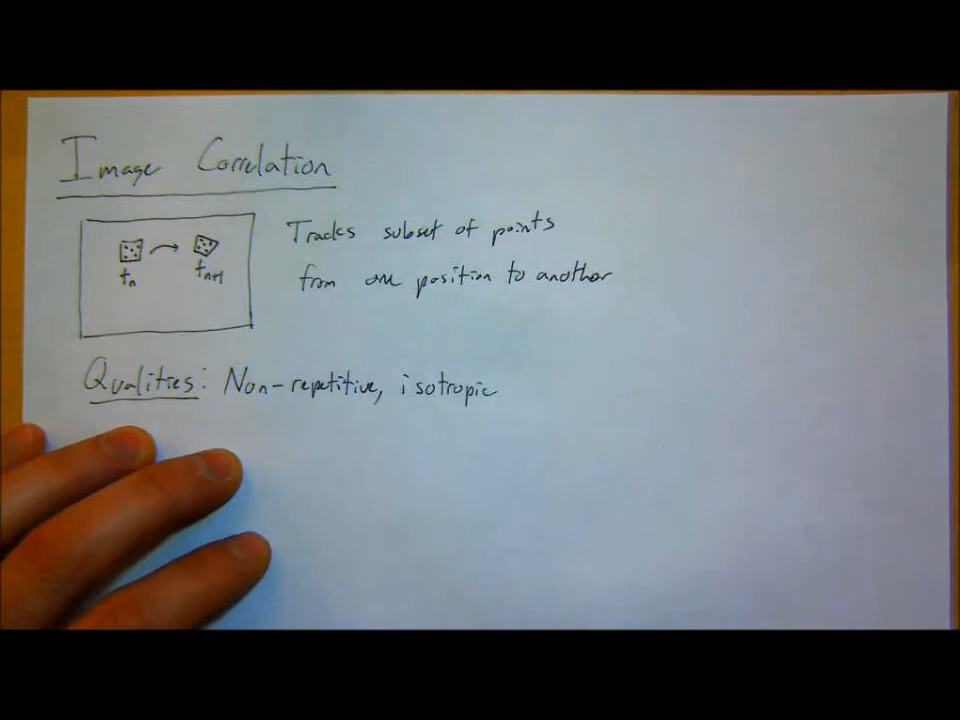 Image Correlation
Tracks subset of points
from one position to another
tn
tn+1
Qualities: Non-repetitive, isotropic